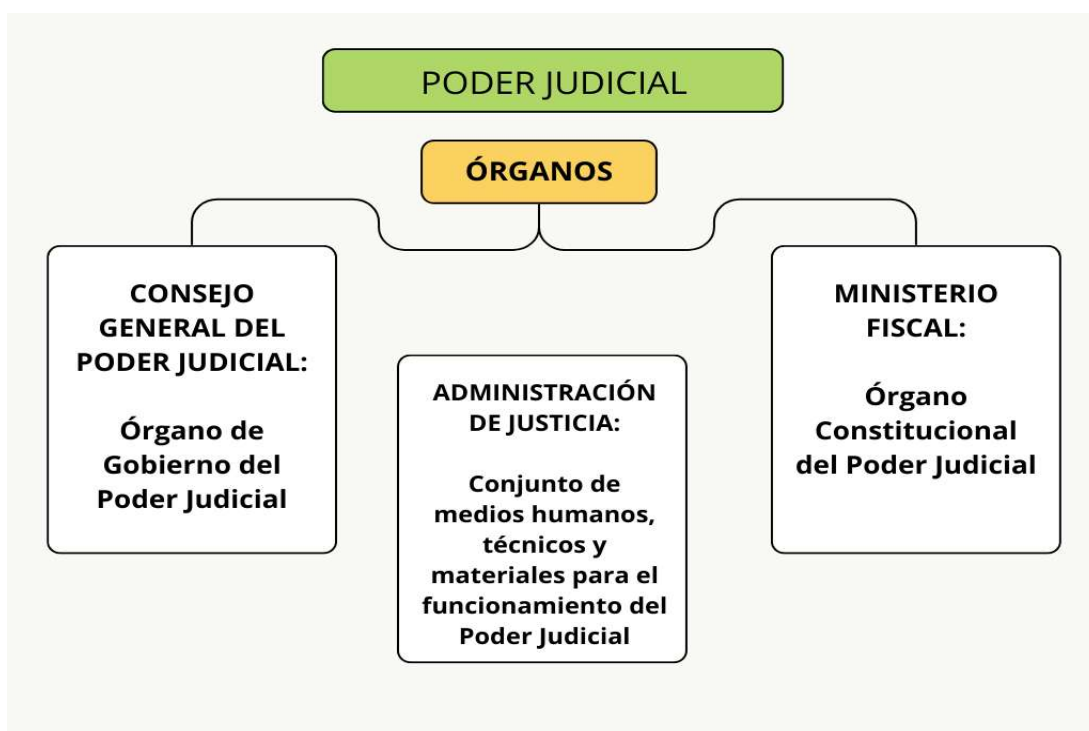 PODER JUDICIAL
ÓRGANOS
CONSEJO
GENERAL DEL
PODER JUDICIAL:
Órgano de
Gobierno del
Poder Judicial
ADMINISTRACIÓN
DE JUSTICIA:
Conjunto de
medios humanos,
técnicos y
materiales para el
funcionamiento del
Poder Judicial
MINISTERIO
FISCAL:
Órgano
Constitucional
del Poder Judicial